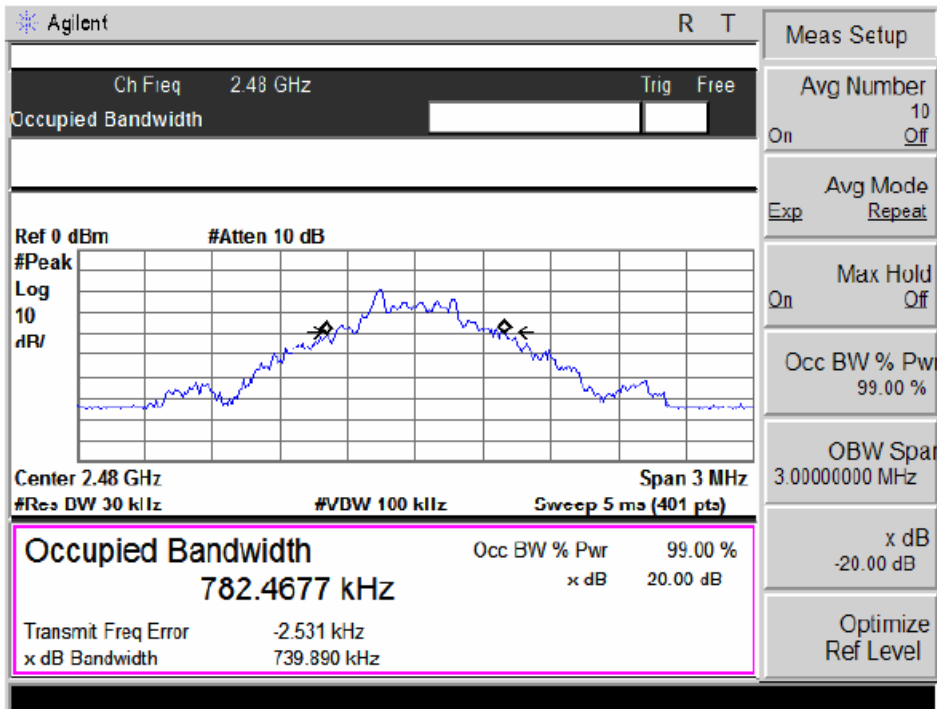 Agilent R T
Ch Freq 2.48 GHz Trig Free
Occupied Bandwidth
Ref 0 dBm #Atten 10 dB
#Peak
Log
10
dB/
Center 2.48 GHz Span 3 MHz
#Res BW 30 kHz #VBW 100 kHz Sweep 5 ms (401 pts)
Occupied Bandwidth Occ BW % Pwr 99.00 %
782.4677 kHz x dB 20.00 dB
Transmit Freq Error -2.531 kHz
x dB Bandwidth 739.890 kHz
Meas Setup
Avg Number
10
On Off
Avg Mode
Exp Repeat
Max Hold
On Off
Occ BW % Pwr
99.00 %
OBW Span
3.00000000 MHz
x dB
-20.00 dB
Optimize
Ref Level